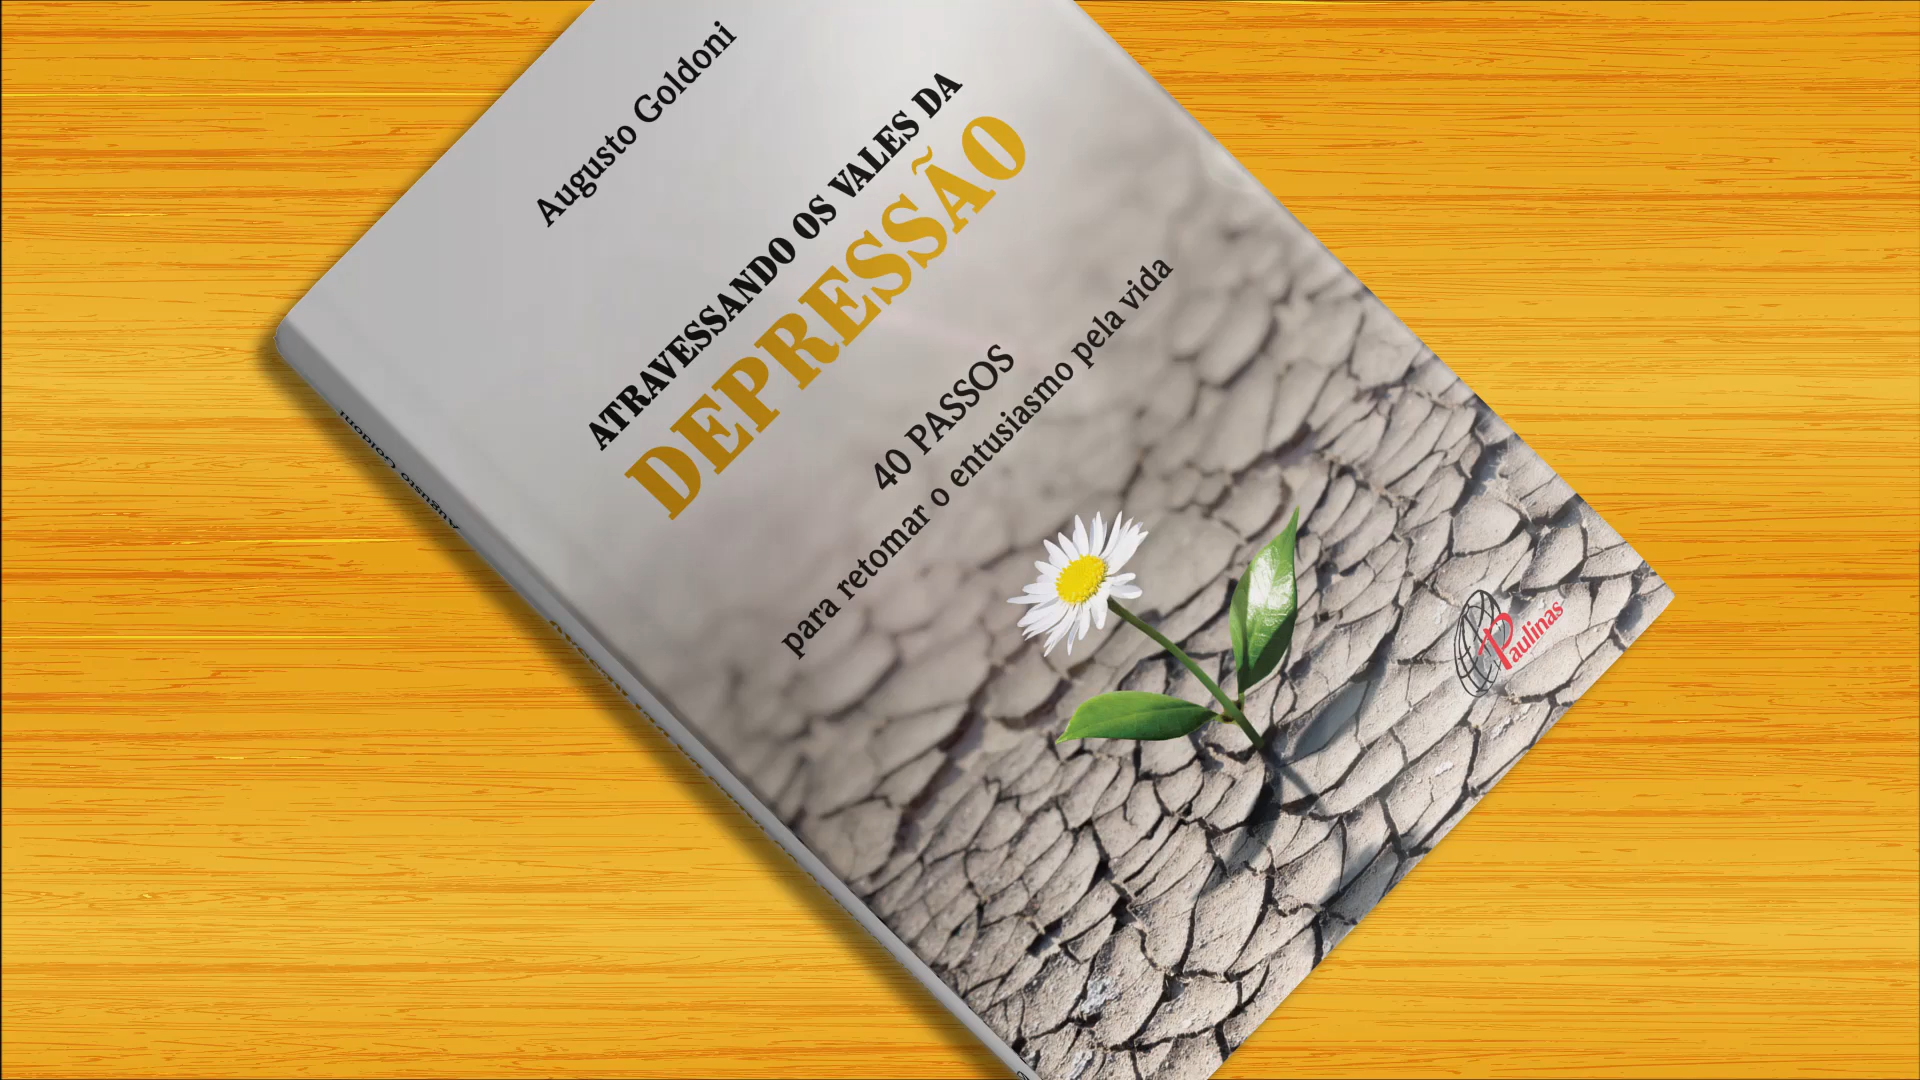 Augusto Goldoni
ATRAVESSANDO OS VALES DA
DEPRESSÃO
40 PASSOS
para retomar o entusiasmo pela vida
Paulinas
Augusto Goldoni